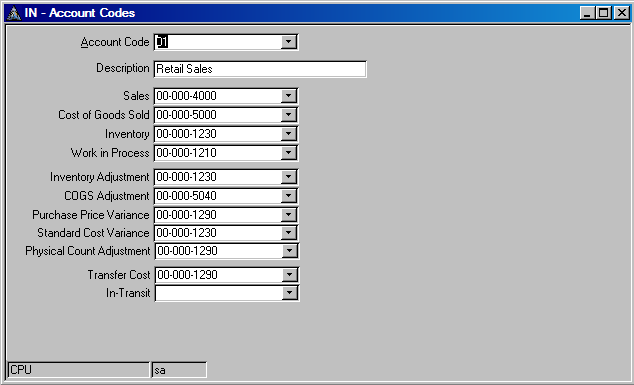 IN - Account Codes
Account Code 01
Description Retail Sales
Sales 00-000-4000
Cost of Goods Sold 00-000-5000
Inventory 00-000-1230
Work in Process 00-000-1210
Inventory Adjustment 00-000-1230
COGS Adjustment 00-000-5040
Purchase Price Variance 00-000-1290
Standard Cost Variance 00-000-1230
Physical Count Adjustment 00-000-1290
Transfer Cost 00-000-1290
In-Transit
CPU sa